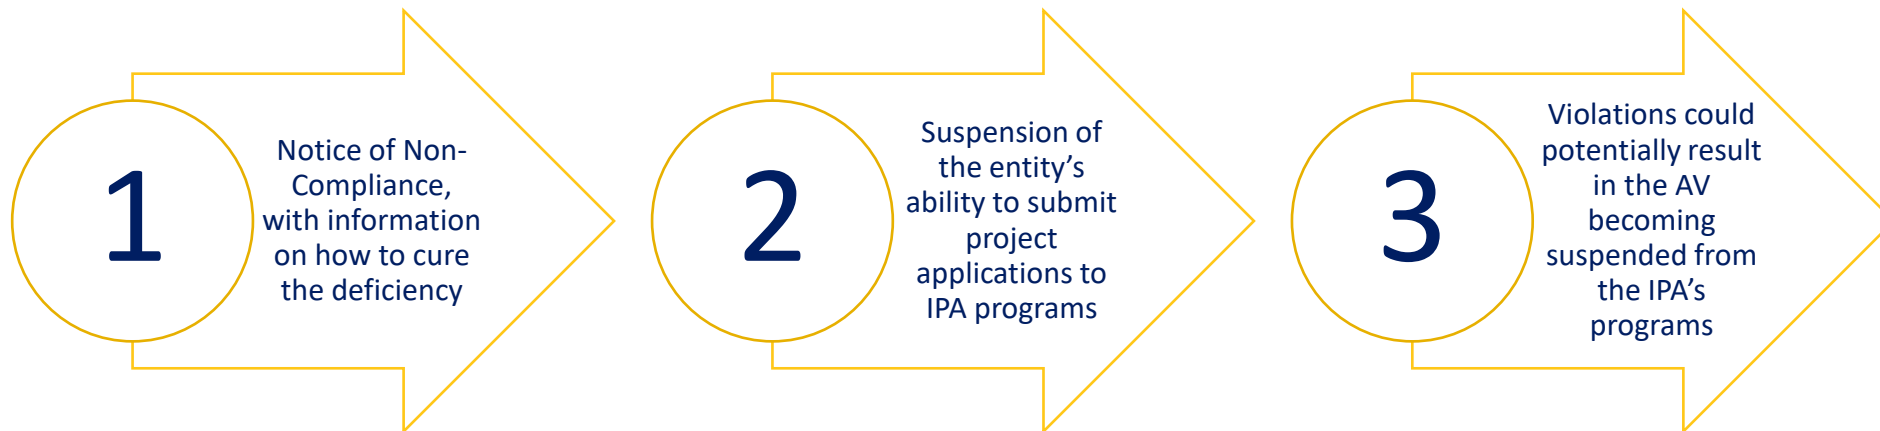 1
Notice of Non-
Compliance,
with information
on how to cure
the deficiency
2
Suspension of
the entity’s
ability to submit
project
applications to
IPA programs
3
Violations could
potentially result
in the AV
becoming
suspended from
the IPA’s
programs